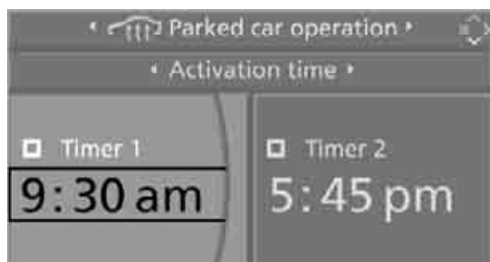 Parked car operation
Activation time
Timer 1
Timer 2
9:30 am
5:45 pm